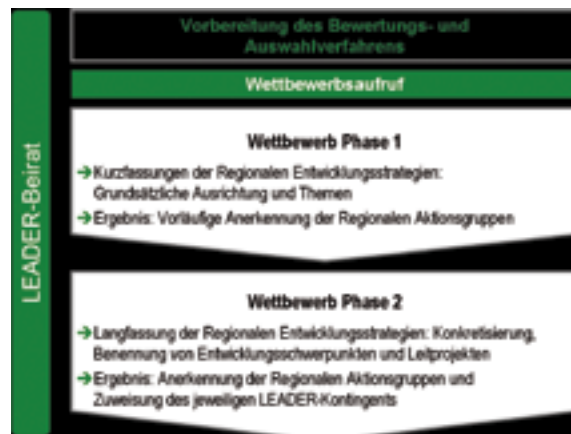 LEADER-Beirat
Vorbereitung des Bewertungs- und
Auswahlverfahrens
Wettbewerbsaufruf
Wettbewerb Phase 1
→Kurzfassungen der Regionalen Entwicklungsstrategien:
Grundsätzliche Ausrichtung und Themen
→Ergebnis: Vorläufige Anerkennung der Regionalen Aktionsgruppen
Wettbewerb Phase 2
→Langfassung der Regionalen Entwicklungsstrategien: Konkretisierung,
Benennung von Entwicklungsschwerpunkten und Leitprojekten
→Ergebnis: Anerkennung der Regionalen Aktionsgruppen und
Zuweisung des jeweiligen LEADER-Kontingents